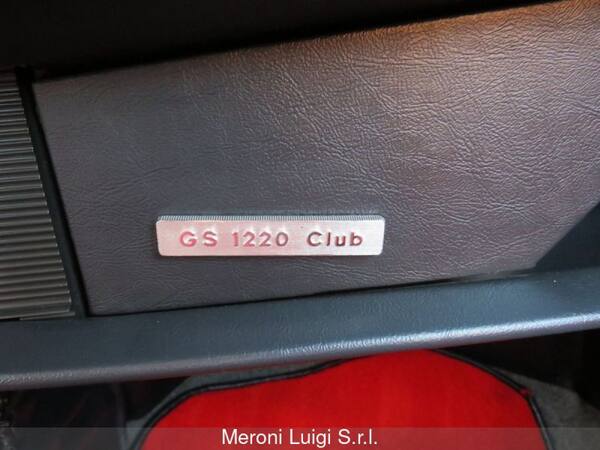 GS 1220 Club
Meroni Luigi S.r.l.